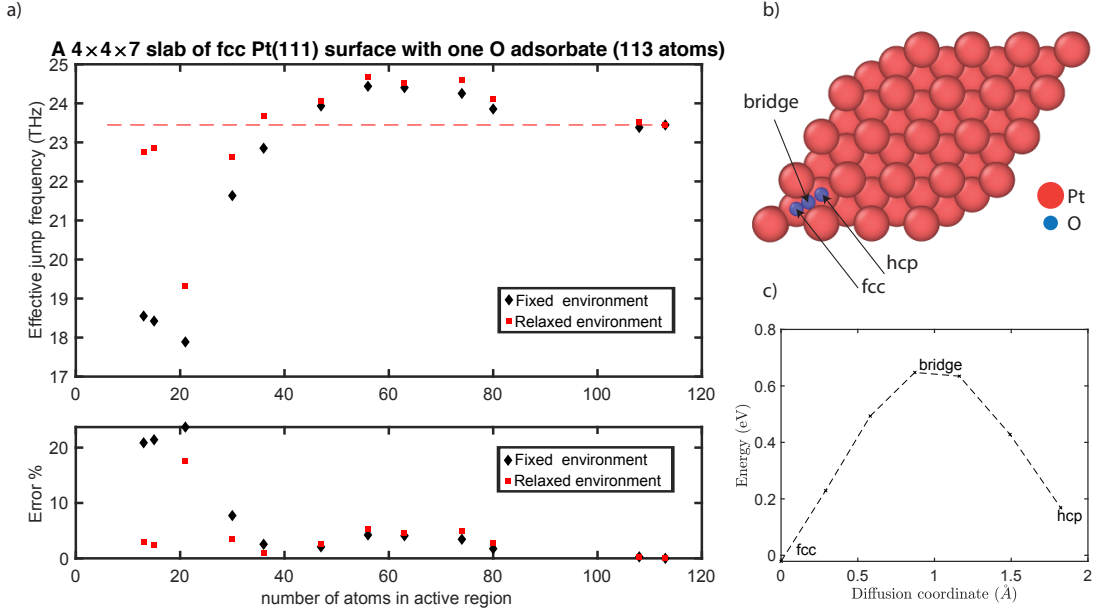 a)
A 4×4×7 slab of fcc Pt(111) surface with one O adsorbate (113 atoms)
Effective jump frequency (THz)
25
24
23
22
21
20
19
18
17
0
20
40
60
80
100
120
Fixed environment
Relaxed environment
Error %
20
10
0
Fixed environment
Relaxed environment
0
20
40
60
80
100
120
number of atoms in active region
b)
bridge
Pt
O
hcp
fcc
c)
Energy (eV)
0.8
0.6
0.4
0.2
0
bridge
hcp
fcc
0
0.5
1
1.5
2
Diffusion coordinate (Å)